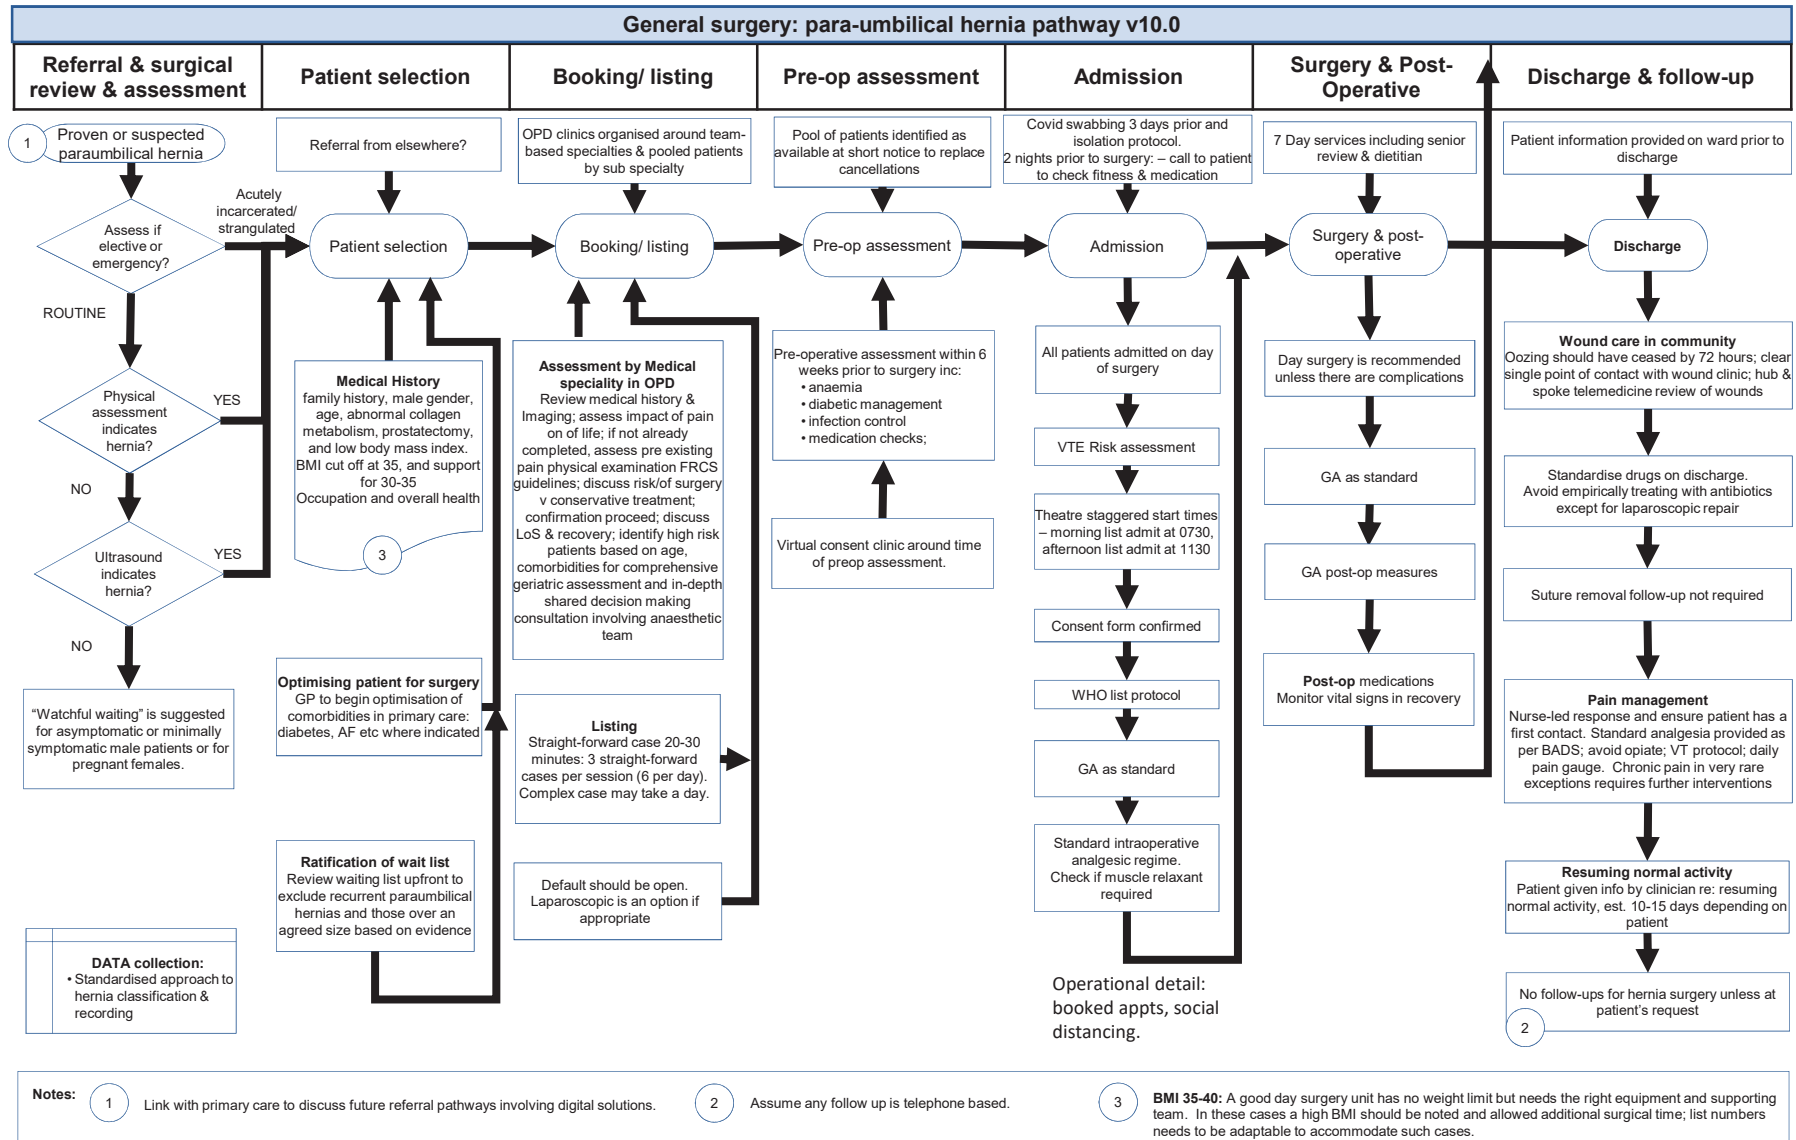 General surgery: para-umbilical hernia pathway v10.0
Referral & surgical
review & assessment
Patient selection
Booking/ listing
Pre-op assessment
Admission
Surgery & Post-
Operative
Discharge & follow-up
1
Proven or suspected
paraumbilical hernia
Assess if
elective or
emergency?
Acutely
incarcerated/
strangulated
ROUTINE
Physical
assessment
indicates
hernia?
YES
NO
Ultrasound
indicates
hernia?
YES
NO
“Watchful waiting” is suggested
for asymptomatic or minimally
symptomatic male patients or for
pregnant females.
DATA collection:
• Standardised approach to
hernia classification &
recording
Referral from elsewhere?
Patient selection
Medical History
family history, male gender,
age, abnormal collagen
metabolism, prostatectomy,
and low body mass index.
BMI cut off at 35, and support
for 30-35
Occupation and overall health
3
Optimising patient for surgery
GP to begin optimisation of
comorbidities in primary care:
diabetes, AF etc where indicated
Ratification of wait list
Review waiting list upfront to
exclude recurrent paraumbilical
hernias and those over an
agreed size based on evidence
OPD clinics organised around team-
based specialties & pooled patients
by sub specialty
Booking/ listing
Assessment by Medical
speciality in OPD
Review medical history &
Imaging; assess impact of pain
on of life; if not already
completed, assess pre existing
pain physical examination FRCS
guidelines; discuss risk/of surgery
v conservative treatment;
confirmation proceed; discuss
LoS & recovery; identify high risk
patients based on age,
comorbidities for comprehensive
geriatric assessment and in-depth
shared decision making
consultation involving anaesthetic
team
Listing
Straight-forward case 20-30
minutes: 3 straight-forward
cases per session (6 per day).
Complex case may take a day.
Default should be open.
Laparoscopic is an option if
appropriate
Pool of patients identified as
available at short notice to replace
cancellations
Pre-op assessment
Pre-operative assessment within 6
weeks prior to surgery inc:
• anaemia
• diabetic management
• infection control
• medication checks;
Virtual consent clinic around time
of preop assessment.
Covid swabbing 3 days prior and
isolation protocol.
2 nights prior to surgery: – call to patient
to check fitness & medication
Admission
All patients admitted on day
of surgery
VTE Risk assessment
Theatre staggered start times
– morning list admit at 0730,
afternoon list admit at 1130
Consent form confirmed
WHO list protocol
GA as standard
Standard intraoperative
analgesic regime.
Check if muscle relaxant
required
Operational detail:
booked appts, social
distancing.
7 Day services including senior
review & dietitian
Surgery & post-
operative
Day surgery is recommended
unless there are complications
GA as standard
GA post-op measures
Post-op medications
Monitor vital signs in recovery
Patient information provided on ward prior to
discharge
Discharge
Wound care in community
Oozing should have ceased by 72 hours; clear
single point of contact with wound clinic; hub &
spoke telemedicine review of wounds
Standardise drugs on discharge.
Avoid empirically treating with antibiotics
except for laparoscopic repair
Suture removal follow-up not required
Pain management
Nurse-led response and ensure patient has a
first contact. Standard analgesia provided as
per BADS; avoid opiate; VT protocol; daily
pain gauge. Chronic pain in very rare
exceptions requires further interventions
Resuming normal activity
Patient given info by clinician re: resuming
normal activity, est. 10-15 days depending on
patient
No follow-ups for hernia surgery unless at
patient’s request
2
Notes:
1
Link with primary care to discuss future referral pathways involving digital solutions.
2
Assume any follow up is telephone based.
3
BMI 35-40: A good day surgery unit has no weight limit but needs the right equipment and supporting
team. In these cases a high BMI should be noted and allowed additional surgical time; list numbers
needs to be adaptable to accommodate such cases.